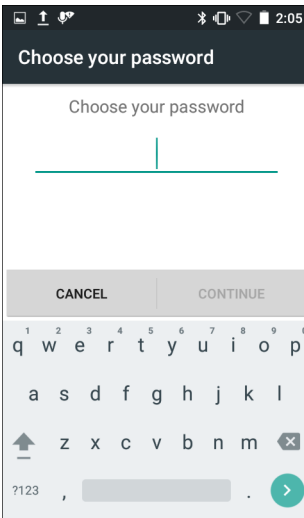 2:05
Choose your password
Choose your password
CANCEL CONTINUE
1 2 3 4 5 6 7 8 9 0
q w e r t y u i o p
a s d f g h j k l
z x c v b n m
?123 , .